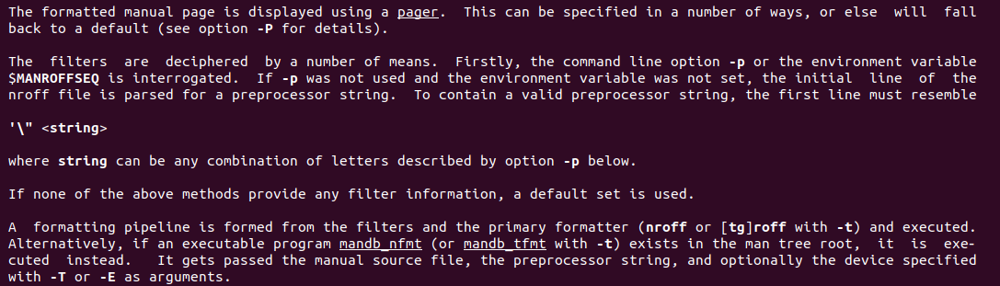 The formatted manual page is displayed using a pager.  This can be specified in a number of ways, or else  will  fall
back to a default (see option -P for details).
The  filters  are  deciphered  by a number of means.  Firstly, the command line option -p or the environment variable
$MANROFFSEQ is interrogated.  If -p was not used and the environment variable was not set, the initial  line  of  the
nroff file is parsed for a preprocessor string.  To contain a valid preprocessor string, the first line must resemble
'\" <string>
where string can be any combination of letters described by option -p below.
If none of the above methods provide any filter information, a default set is used.
A  formatting pipeline is formed from the filters and the primary formatter (nroff or [tg]roff with -t) and executed.
Alternatively, if an executable program mandb_nfmt (or mandb_tfmt with -t) exists in the man tree root,  it  is  exe-
cuted  instead.   It gets passed the manual source file, the preprocessor string, and optionally the device specified
with -T or -E as arguments.